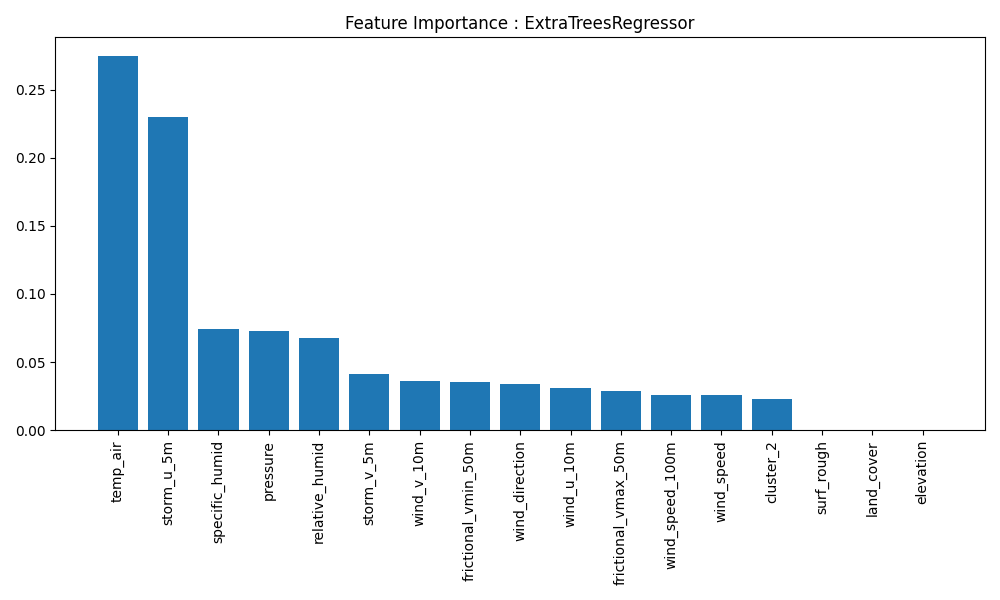 Feature Importance : ExtraTreesRegressor
0.25
0.20
0.15
0.10
0.05
0.00
temp_air
storm_u_5m
specific_humid
pressure
relative_humid
storm_v_5m
wind_v_10m
frictional_vmin_50m
wind_direction
wind_u_10m
frictional_vmax_50m
wind_speed_100m
wind_speed
cluster_2
surf_rough
land_cover
elevation